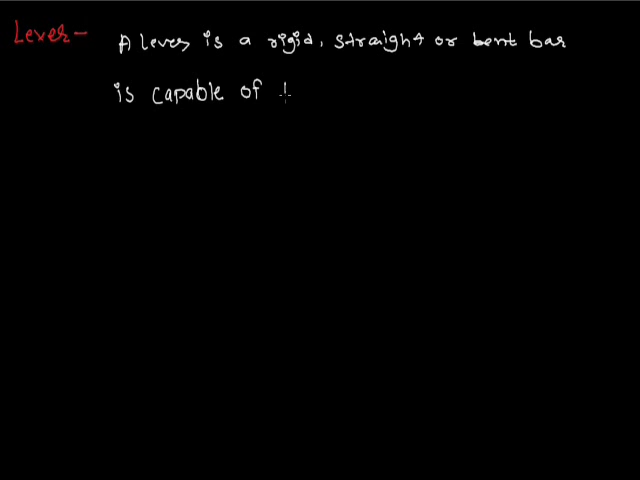 Lever- A lever is a rigid, straight or bent bar
is capable of